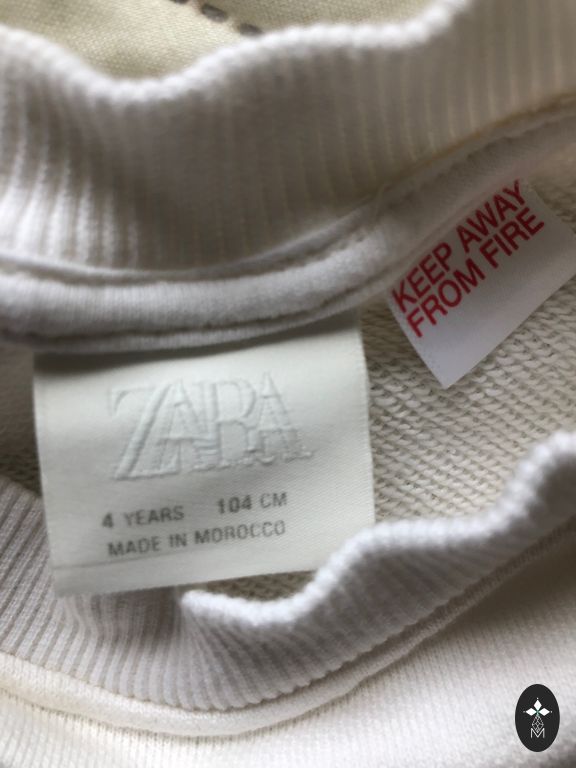 KEEP AWAY
FROM FIRE
ZARA
4 YEARS 104 CM
MADE IN MOROCCO
M